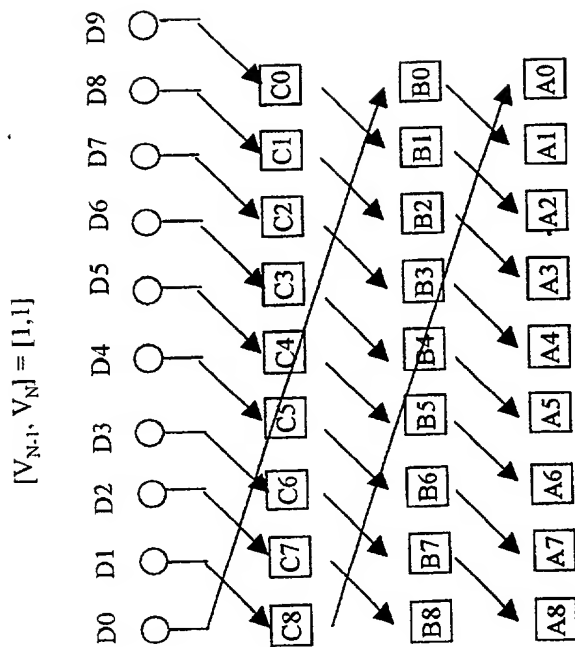 [V_N-1, V_N] = [1,1]
D0 D1 D2 D3 D4 D5 D6 D7 D8 D9
C8 C7 C6 C5 C4 C3 C2 C1 C0
B8 B7 B6 B5 B4 B3 B2 B1 B0
A8 A7 A6 A5 A4 A3 A2 A1 A0